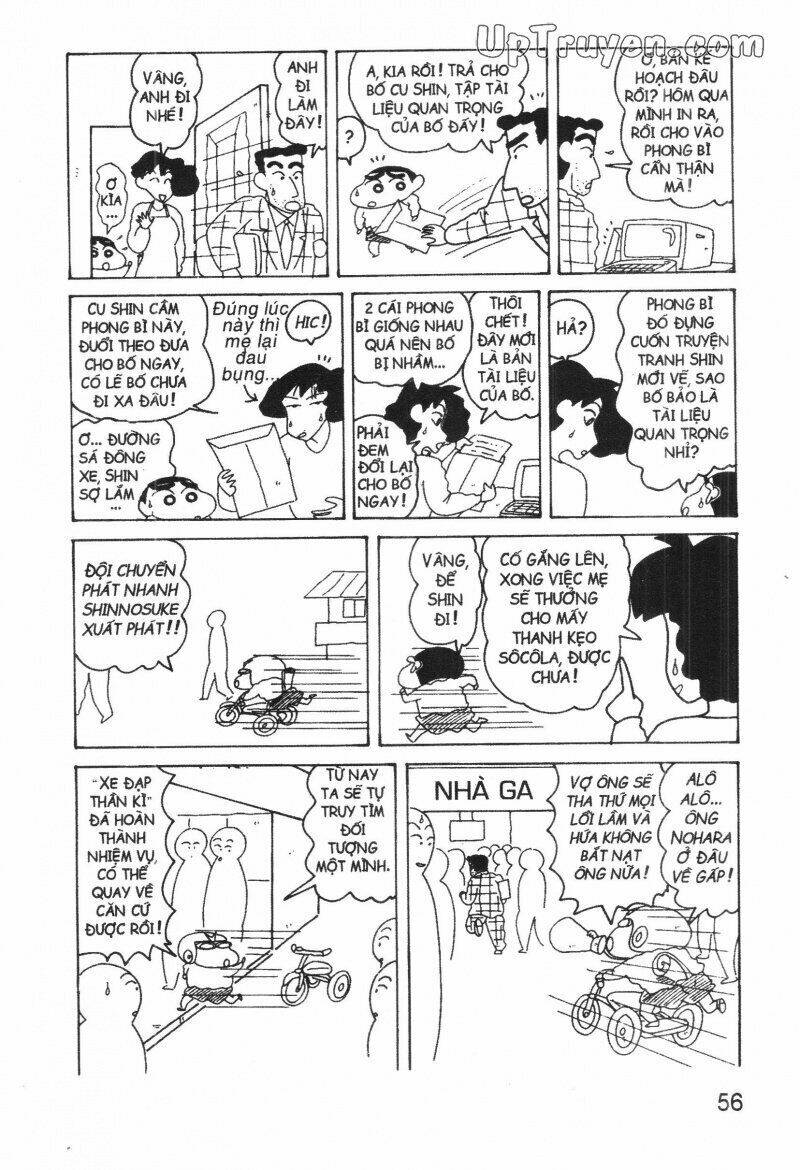 UpTruyen.com
Ơ, BẢN KẾ
HOẠCH ĐÂU
RỒI? HÔM QUA
MÌNH IN RA,
RỒI CHO VÀO
PHONG BÌ
CẨN THẬN
MÀ!
A, KIA RỒI! TRẢ CHO
BỐ CU SHIN, TẬP TÀI
LIỆU QUAN TRỌNG
CỦA BỐ ĐẤY!
?
ANH
ĐI
LÀM
ĐÂY!
VÂNG,
ANH ĐI
NHÉ!
Ơ
KÌA
...
PHONG BÌ
ĐÓ ĐỰNG
CUỐN TRUYỆN
TRANH SHIN
MỚI VẼ, SAO
BỐ BẢO LÀ
TÀI LIỆU
QUAN TRỌNG
NHỈ?
HẢ?
THÔI
CHẾT!
ĐÂY MỚI
LÀ BẢN
TÀI LIỆU
CỦA BỐ.
2 CÁI PHONG
BÌ GIỐNG NHAU
QUÁ NÊN BỐ
BỊ NHẦM...
PHẢI
ĐEM
ĐỔI LẠI
CHO BỐ
NGAY!
HIC!
Đúng lúc
này thì
mẹ lại
đau
bụng...
CU SHIN CẦM
PHONG BÌ NÀY,
ĐUỔI THEO ĐƯA
CHO BỐ NGAY,
CÓ LẼ BỐ CHƯA
ĐI XA ĐÂU!
Ơ... ĐƯỜNG
SÁ ĐÔNG
XE, SHIN
SỢ LẮM
...
CỐ GẮNG LÊN,
XONG VIỆC MẸ
SẼ THƯỞNG
CHO MẤY
THANH KẸO
SÔCÔLA, ĐƯỢC
CHƯA!
VÂNG,
ĐỂ
SHIN
ĐI!
ĐỘI CHUYỂN
PHÁT NHANH
SHINNOSUKE
XUẤT PHÁT!!
ALÔ
ALÔ...
ÔNG
NOHARA
Ở ĐÂU
VỀ GẤP!
VỢ ÔNG SẼ
THA THỨ MỌI
LỖI LẦM VÀ
HỨA KHÔNG
BẮT NẠT
ÔNG NỮA!
NHÀ GA
TỪ NAY
TA SẼ TỰ
TRUY TÌM
ĐỐI
TƯỢNG
MỘT MÌNH.
"XE ĐẠP
THẦN KÌ"
ĐÃ HOÀN
THÀNH
NHIỆM VỤ,
CÓ THỂ
QUAY VỀ
CĂN CỨ
ĐƯỢC RỒI!
56